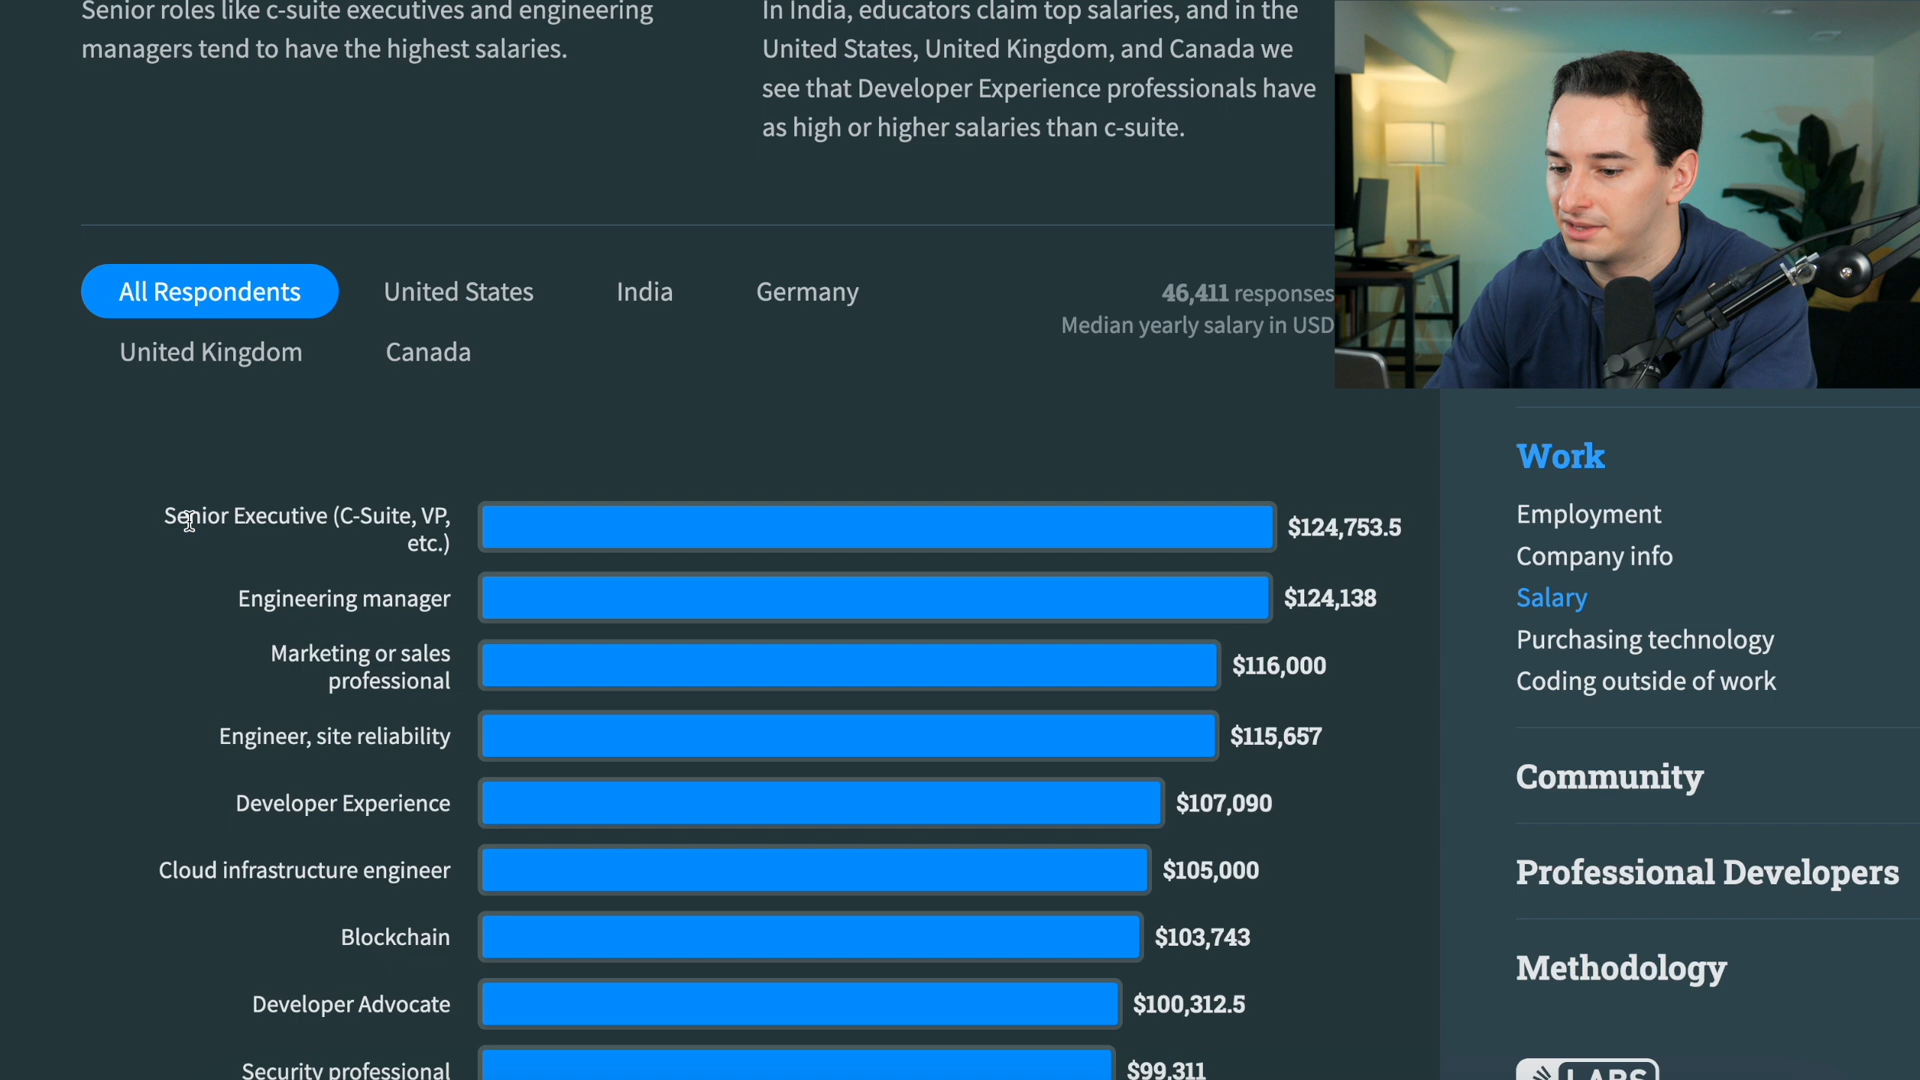 Senior roles like c-suite executives and engineering
managers tend to have the highest salaries.
In India, educators claim top salaries, and in the
United States, United Kingdom, and Canada we
see that Developer Experience professionals have
as high or higher salaries than c-suite.
All Respondents
United States
India
Germany
United Kingdom
Canada
46,411 responses
Median yearly salary in USD
Senior Executive (C-Suite, VP,
etc.)
$124,753.5
Engineering manager
$124,138
Marketing or sales
professional
$116,000
Engineer, site reliability
$115,657
Developer Experience
$107,090
Cloud infrastructure engineer
$105,000
Blockchain
$103,743
Developer Advocate
$100,312.5
Security professional
$99,311
Work
Employment
Company info
Salary
Purchasing technology
Coding outside of work
Community
Professional Developers
Methodology
LABS